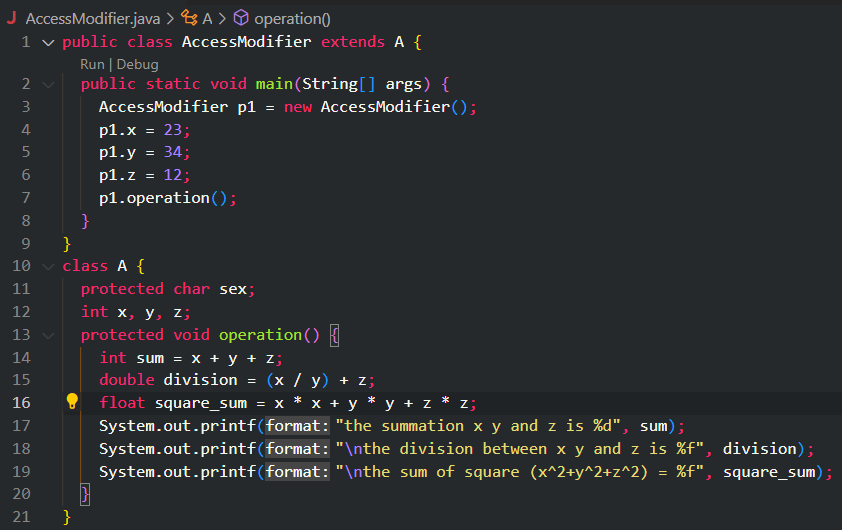 AccessModifier.java > A > operation()
1 public class AccessModifier extends A {
Run | Debug
2 public static void main(String[] args) {
3 AccessModifier p1 = new AccessModifier();
4 p1.x = 23;
5 p1.y = 34;
6 p1.z = 12;
7 p1.operation();
8 }
9 }
10 class A {
11 protected char sex;
12 int x, y, z;
13 protected void operation() {
14 int sum = x + y + z;
15 double division = (x / y) + z;
16 float square_sum = x * x + y * y + z * z;
17 System.out.printf(format:"the summation x y and z is %d", sum);
18 System.out.printf(format:"\nthe division between x y and z is %f", division);
19 System.out.printf(format:"\nthe sum of square (x^2+y^2+z^2) = %f", square_sum);
20 }
21 }